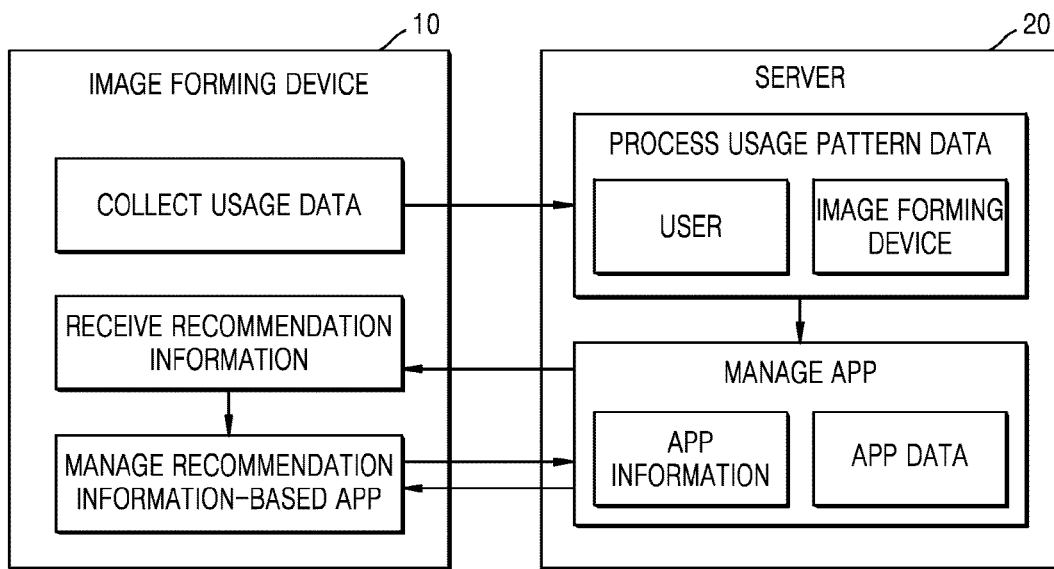 10
IMAGE FORMING DEVICE
COLLECT USAGE DATA
RECEIVE RECOMMENDATION
INFORMATION
MANAGE RECOMMENDATION
INFORMATION-BASED APP
20
SERVER
PROCESS USAGE PATTERN DATA
USER
IMAGE FORMING
DEVICE
MANAGE APP
APP
INFORMATION
APP DATA